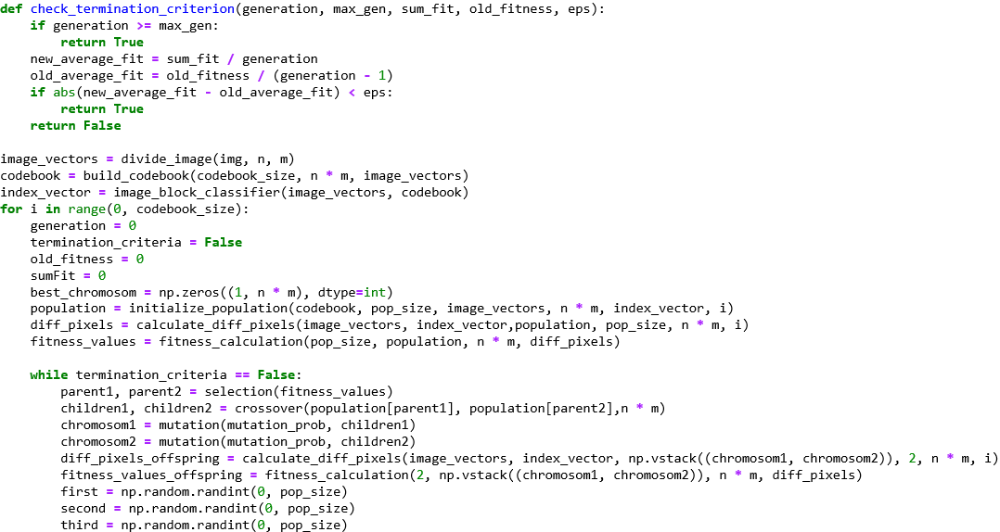 def check_termination_criterion(generation, max_gen, sum_fit, old_fitness, eps):
    if generation >= max_gen:
        return True
    new_average_fit = sum_fit / generation
    old_average_fit = old_fitness / (generation - 1)
    if abs(new_average_fit - old_average_fit) < eps:
        return True
    return False

image_vectors = divide_image(img, n, m)
codebook = build_codebook(codebook_size, n * m, image_vectors)
index_vector = image_block_classifier(image_vectors, codebook)
for i in range(0, codebook_size):
    generation = 0
    termination_criteria = False
    old_fitness = 0
    sumFit = 0
    best_chromosom = np.zeros((1, n * m), dtype=int)
    population = initialize_population(codebook, pop_size, image_vectors, n * m, index_vector, i)
    diff_pixels = calculate_diff_pixels(image_vectors, index_vector,population, pop_size, n * m, i)
    fitness_values = fitness_calculation(pop_size, population, n * m, diff_pixels)

    while termination_criteria == False:
        parent1, parent2 = selection(fitness_values)
        children1, children2 = crossover(population[parent1], population[parent2],n * m)
        chromosom1 = mutation(mutation_prob, children1)
        chromosom2 = mutation(mutation_prob, children2)
        diff_pixels_offspring = calculate_diff_pixels(image_vectors, index_vector, np.vstack((chromosom1, chromosom2)), 2, n * m, i)
        fitness_values_offspring = fitness_calculation(2, np.vstack((chromosom1, chromosom2)), n * m, diff_pixels)
        first = np.random.randint(0, pop_size)
        second = np.random.randint(0, pop_size)
        third = np.random.randint(0, pop_size)